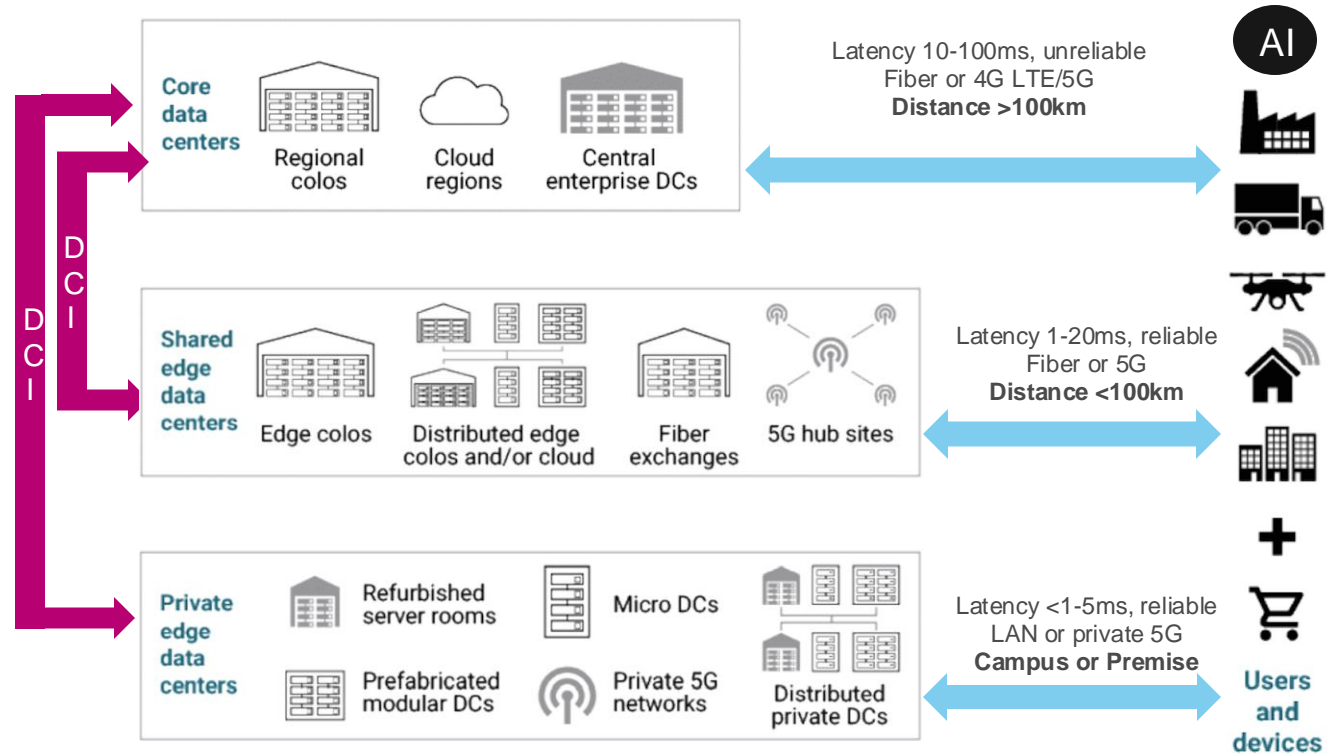 Core
data
centers
Regional
colos
Cloud
regions
Central
enterprise DCs
Latency 10-100ms, unreliable
Fiber or 4G LTE/5G
Distance >100km
AI
DCI
DCI
Shared
edge
data
centers
Edge colos
Distributed edge
colos and/or cloud
Fiber
exchanges
5G hub sites
Latency 1-20ms, reliable
Fiber or 5G
Distance <100km
Private
edge
data
centers
Refurbished
server rooms
Micro DCs
Prefabricated
modular DCs
Private 5G
networks
Distributed
private DCs
Latency <1-5ms, reliable
LAN or private 5G
Campus or Premise
Users
and
devices